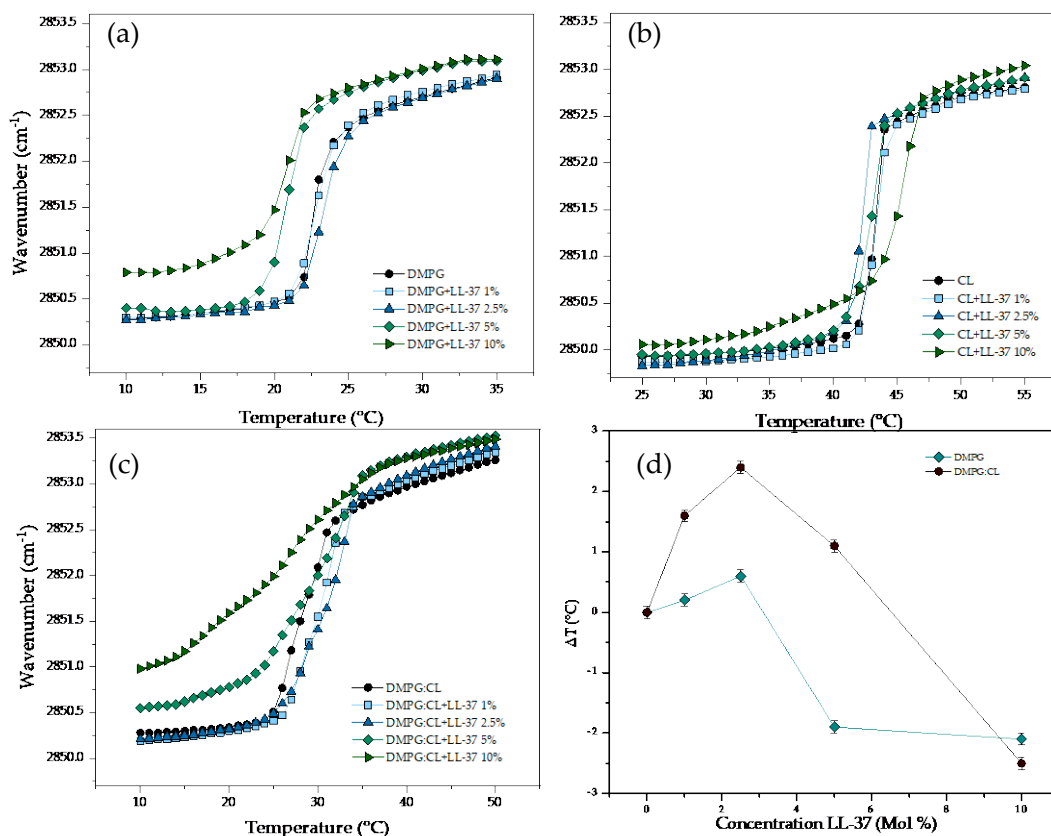 (a)
Wavenumber (cm⁻¹)
2853.5
2853.0
2852.5
2852.0
2851.5
2851.0
2850.5
2850.0
DMPG
DMPG+LL-37 1%
DMPG+LL-37 2.5%
DMPG+LL-37 5%
DMPG+LL-37 10%
10 15 20 25 30 35
Temperature (°C)
(b)
2853.5
2853.0
2852.5
2852.0
2851.5
2851.0
2850.5
2850.0
CL
CL+LL-37 1%
CL+LL-37 2.5%
CL+LL-37 5%
CL+LL-37 10%
25 30 35 40 45 50 55
Temperature (°C)
(c)
Wavenumber (cm⁻¹)
2853.5
2853.0
2852.5
2852.0
2851.5
2851.0
2850.5
2850.0
DMPG:CL
DMPG:CL+LL-37 1%
DMPG:CL+LL-37 2.5%
DMPG:CL+LL-37 5%
DMPG:CL+LL-37 10%
10 20 30 40 50
Temperature (°C)
(d)
ΔT (°C)
3
2
1
0
-1
-2
-3
DMPG
DMPG:CL
0 2 4 6 8 10
Concentration LL-37 (Mol %)